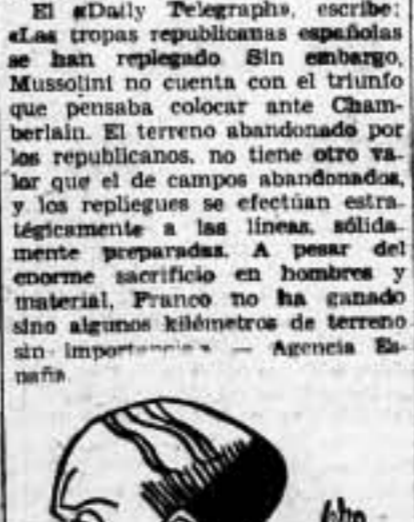 El «Daily Telegraph», escribe:
«Las tropas republicanas españolas
se han replegado. Sin embargo,
Mussolini no cuenta con el triunfo
que pensaba colocar ante Cham-
berlain. El terreno abandonado por
los republicanos, no tiene otro va-
lor que el de campos abandonados,
y los repliegues se efectúan estra-
tégicamente a las líneas, sólida-
mente preparadas. A pesar del
enorme sacrificio en hombres y
material, Franco no ha ganado
sino algunos kilómetros de terreno
sin — Agencia Es-
paña